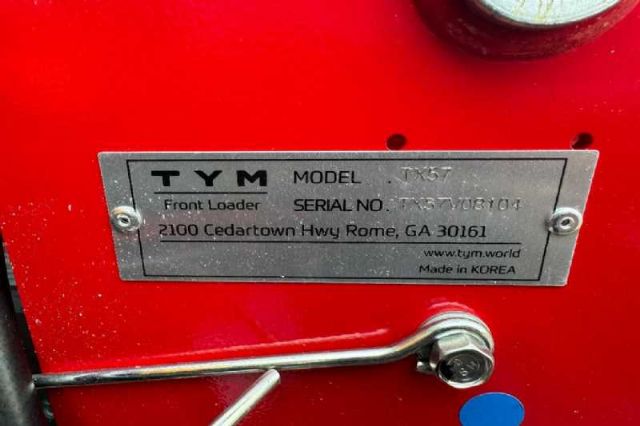 TYM MODEL . TX57
Front Loader SERIAL NO. TX57V08104
2100 Cedartown Hwy Rome, GA 30161
www.tym.world
Made in KOREA